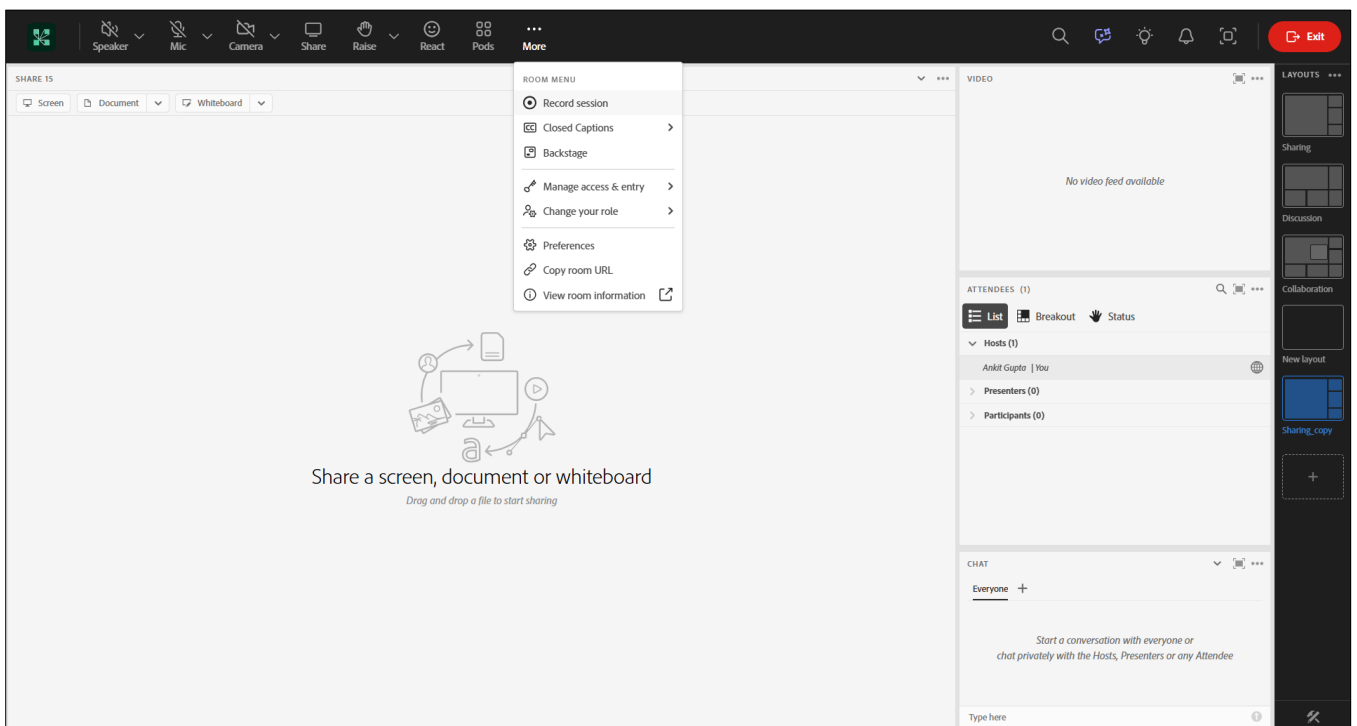 Speaker
Mic
Camera
Share
Raise
React
Pods
More
Exit
SHARE 15
Screen
Document
Whiteboard
ROOM MENU
Record session
CC Closed Captions
Backstage
Manage access & entry
Change your role
Preferences
Copy room URL
View room information
Share a screen, document or whiteboard
Drag and drop a file to start sharing
VIDEO
No video feed available
ATTENDEES (1)
List
Breakout
Status
Hosts (1)
Ankit Gupta | You
Presenters (0)
Participants (0)
CHAT
Everyone
Start a conversation with everyone or
chat privately with the Hosts, Presenters or any Attendee
Type here
LAYOUTS
Sharing
Discussion
Collaboration
New layout
Sharing_copy